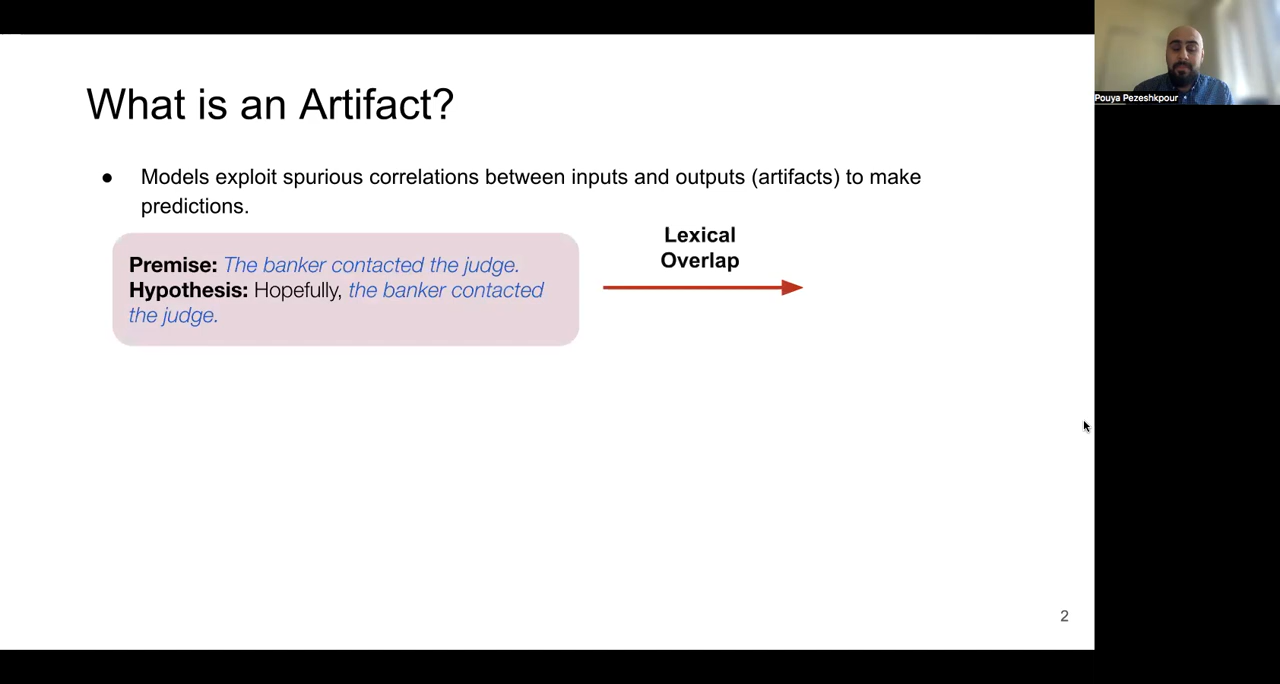 What is an Artifact?
● Models exploit spurious correlations between inputs and outputs (artifacts) to make
predictions.
Premise: The banker contacted the judge.
Hypothesis: Hopefully, the banker contacted
the judge.
Lexical
Overlap
2
Pouya Pezeshkpour